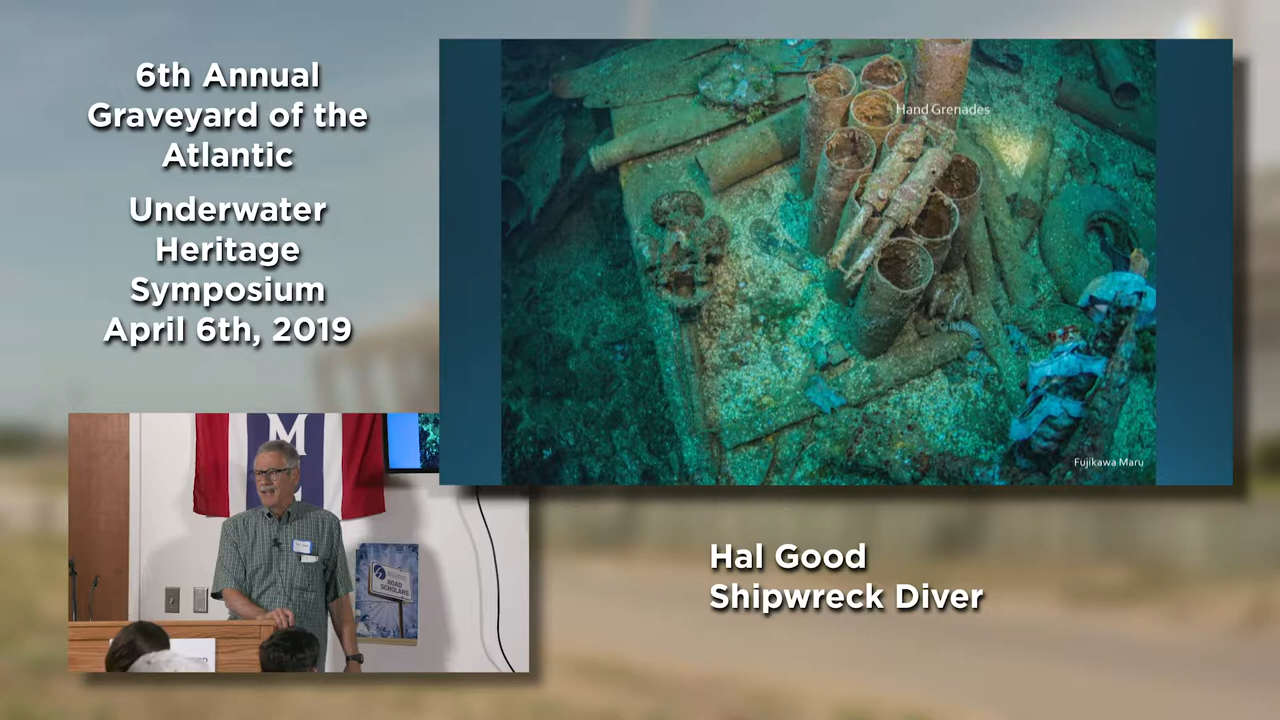 6th Annual
Graveyard of the
Atlantic
Underwater
Heritage
Symposium
April 6th, 2019
Hand Grenades
Fujikawa Maru
M
ROAD
SCHOLARS
Hal Good
Shipwreck Diver